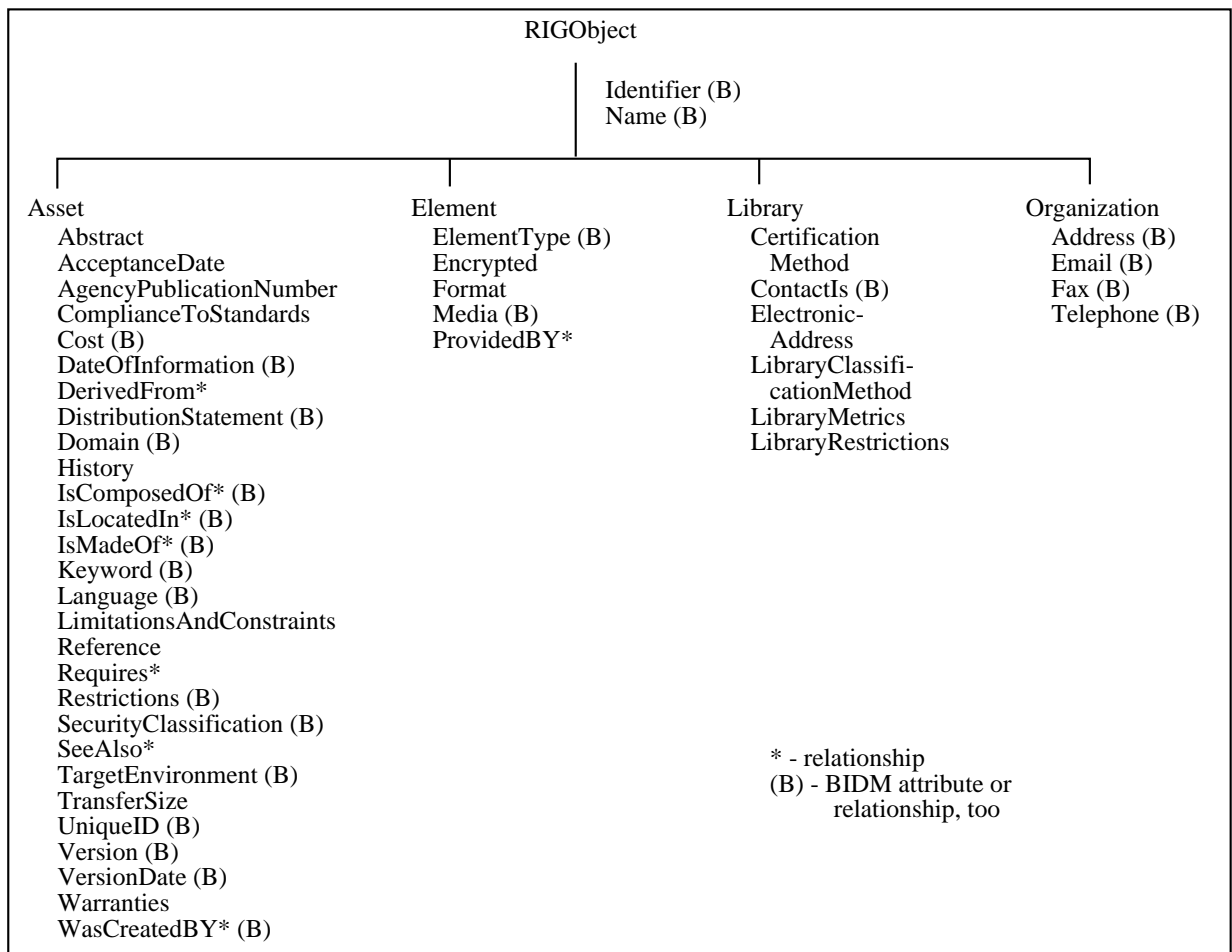 RIGObject
Identifier (B)
Name (B)
Asset
Abstract
AcceptanceDate
AgencyPublicationNumber
ComplianceToStandards
Cost (B)
DateOfInformation (B)
DerivedFrom*
DistributionStatement (B)
Domain (B)
History
IsComposedOf* (B)
IsLocatedIn* (B)
IsMadeOf* (B)
Keyword (B)
Language (B)
LimitationsAndConstraints
Reference
Requires*
Restrictions (B)
SecurityClassification (B)
SeeAlso*
TargetEnvironment (B)
TransferSize
UniqueID (B)
Version (B)
VersionDate (B)
Warranties
WasCreatedBY* (B)
Element
ElementType (B)
Encrypted
Format
Media (B)
ProvidedBY*
Library
Certification
Method
ContactIs (B)
Electronic-
Address
LibraryClassifi-
cationMethod
LibraryMetrics
LibraryRestrictions
Organization
Address (B)
Email (B)
Fax (B)
Telephone (B)
* - relationship
(B) - BIDM attribute or
relationship, too